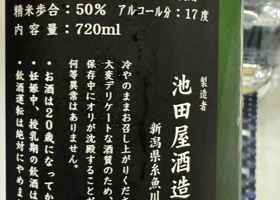 精米歩合：50％ アルコール分：17度
内容量：720ml
製造者
池田屋酒造
新潟県糸魚川
冷やのままお召し上がりくださ
大変デリケートな酒質のため
保存中にオリが沈殿することが
何等異常はありません。
・お酒は20歳になってか
・妊娠中、授乳期の飲酒は
・飲酒運転は絶対にやめま